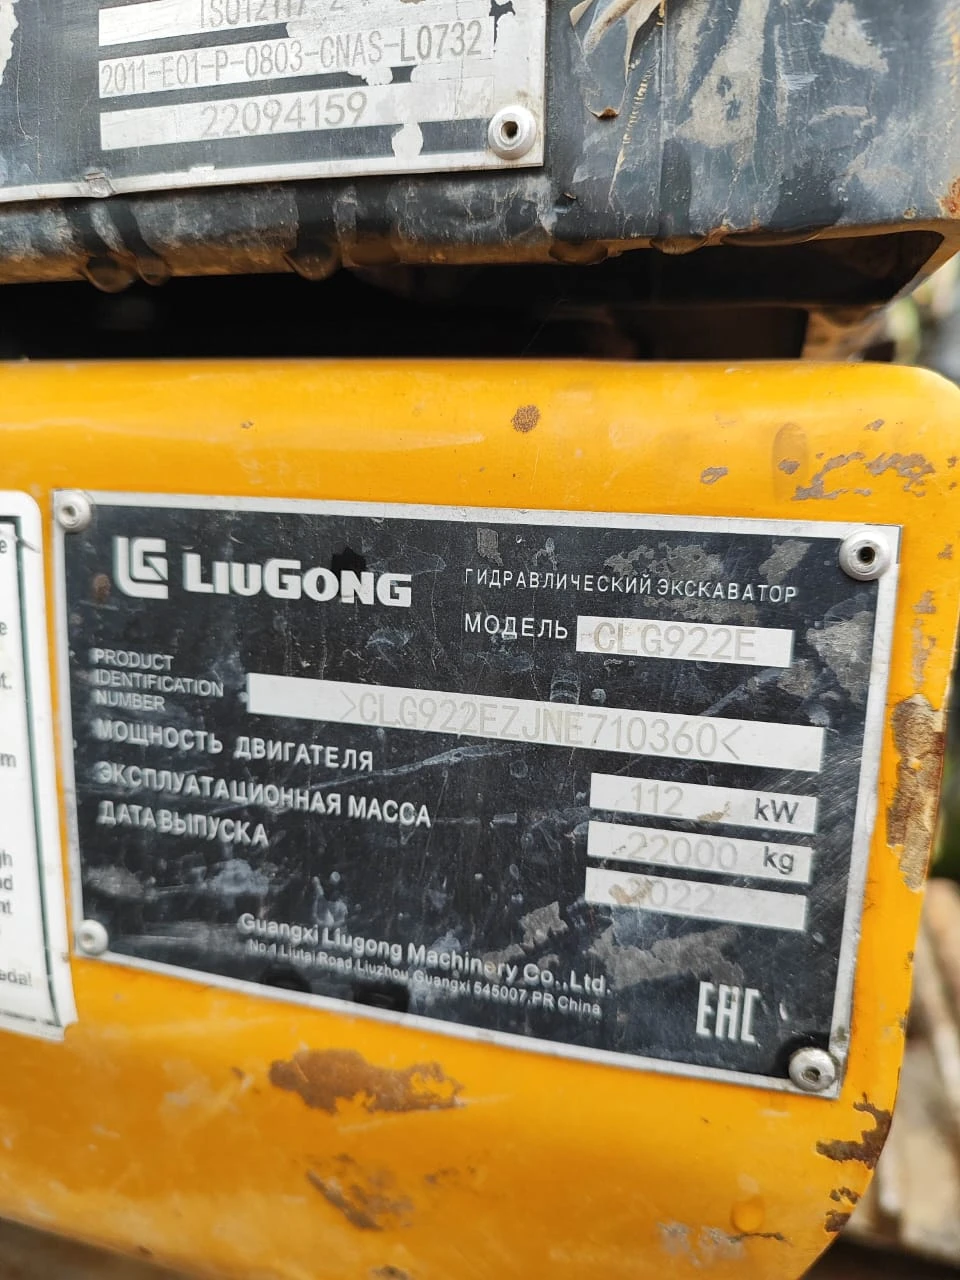 ISO12117-2
2011-E01-P-0803-CNAS-L0732
22094159
LG LIUGONG
ГИДРАВЛИЧЕСКИЙ ЭКСКАВАТОР
МОДЕЛЬ CLG922E
PRODUCT
IDENTIFICATION
NUMBER
>CLG922EZJNE710360<
МОЩНОСТЬ ДВИГАТЕЛЯ 112 kW
ЭКСПЛУАТАЦИОННАЯ МАССА 22000 kg
ДАТА ВЫПУСКА 2022
Guangxi Liugong Machinery Co.,Ltd.
No.1 Liutai Road Liuzhou,Guangxi 545007,PR China
EAC